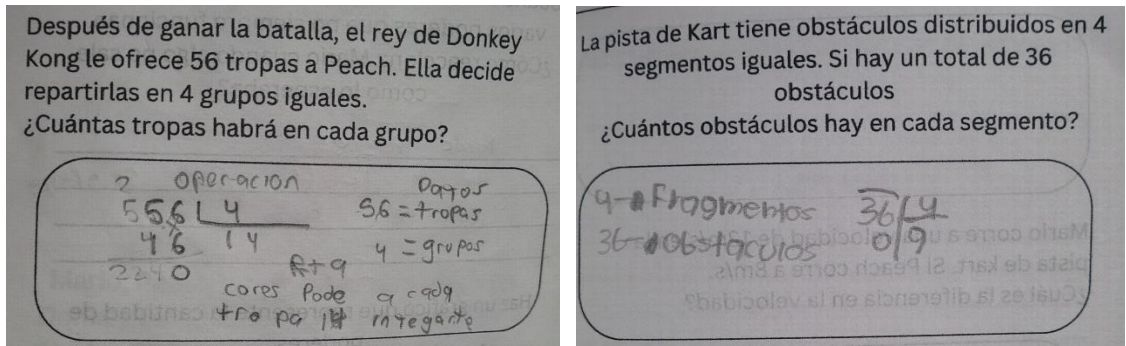 Después de ganar la batalla, el rey de Donkey
Kong le ofrece 56 tropas a Peach. Ella decide
repartirlas en 4 grupos iguales.
¿Cuántas tropas habrá en cada grupo?
2 operacion
Datos
556 4
56 = tropas
46 14
4 = grupos
2240
R+a
cores Pode a cada
tro pa 14 integante
La pista de Kart tiene obstáculos distribuidos en 4
segmentos iguales. Si hay un total de 36
obstáculos
¿Cuántos obstáculos hay en cada segmento?
4 → Fragmentos 36 4
36 → obstaculos 0 9